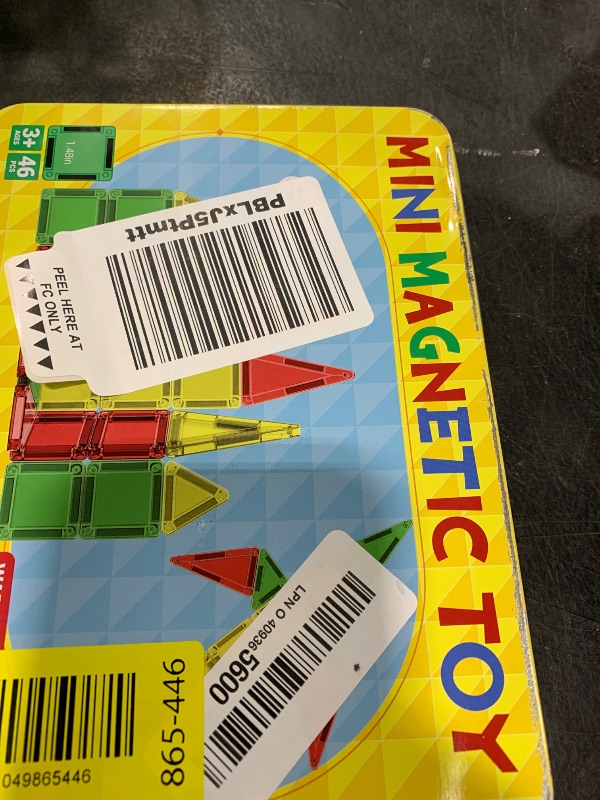 MINI MAGNETIC TOY
1.48in
3+
AGES
46
PCS
PBLxJ5Ptmtt
PEEL HERE AT
FC ONLY
LPN O 40936 5600
865-446
049865446